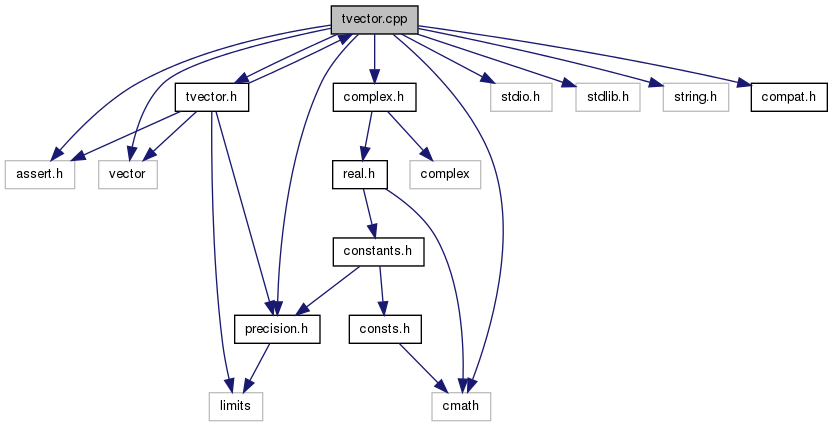 tvector.cpp
tvector.h
complex.h
stdio.h
stdlib.h
string.h
compat.h
assert.h
vector
real.h
complex
constants.h
precision.h
consts.h
limits
cmath